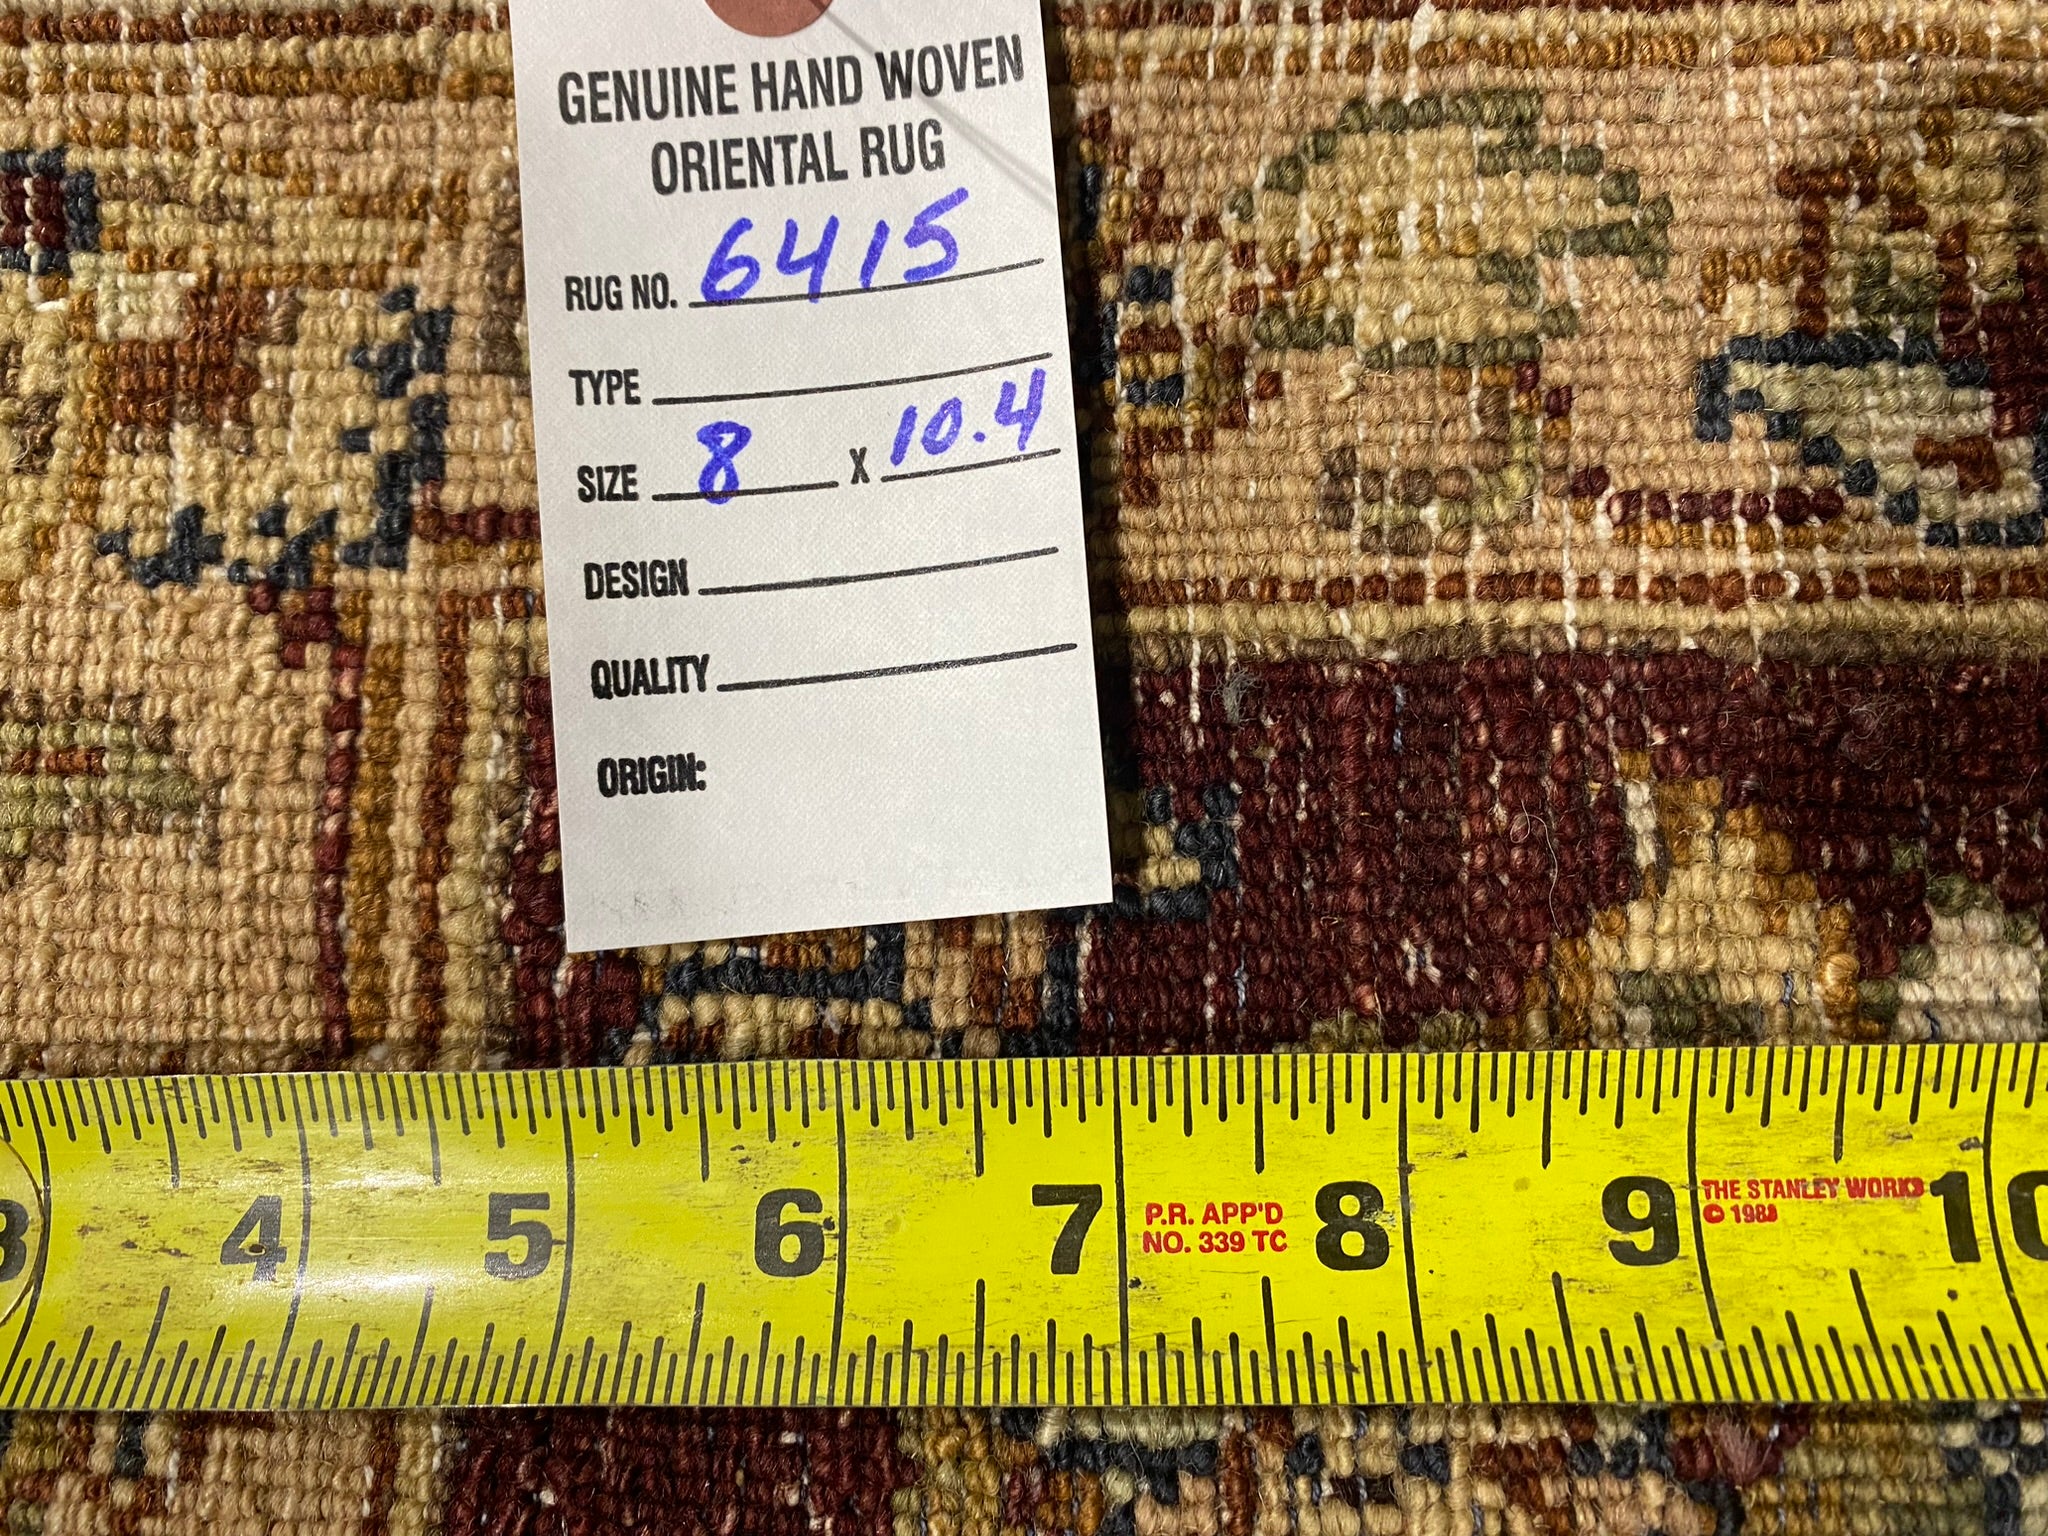 GENUINE HAND WOVEN
ORIENTAL RUG
RUG NO. 6415
TYPE
SIZE 8 X 10.4
DESIGN
QUALITY
ORIGIN:
3 4 5 6 7 8 9 10
P.R. APP'D
NO. 339 TC
THE STANLEY WORKS
© 1988